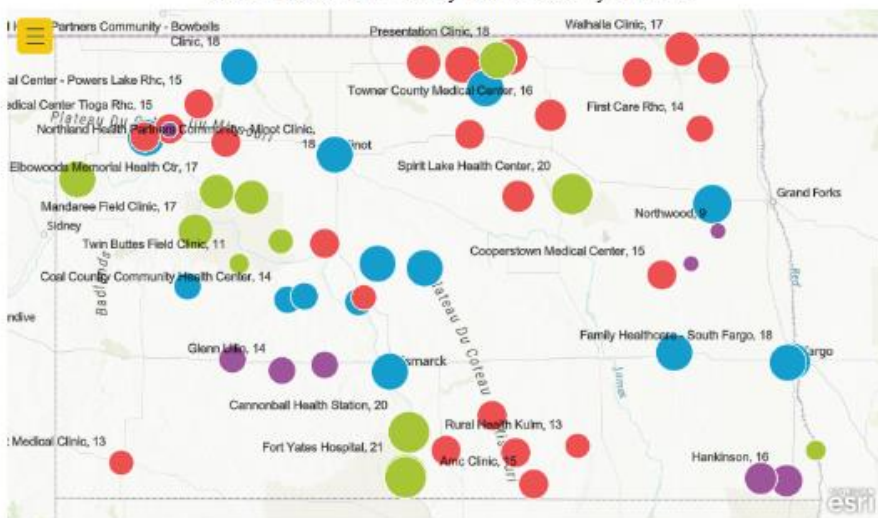 Partners Community - Bowbells
Clinic, 18
Presentation Clinic, 18
Walhalla Clinic, 17
al Center - Powers Lake Rhc, 15
Towner County Medical Center, 16
edical Center Tioga Rhc, 15
First Care Rhc, 14
Plateau Du
Northland Health Partners Community - Minot Clinic,
18
inot
Elbowoods Memorial Health Ctr, 17
Spirit Lake Health Center, 20
Grand Forks
Mandaree Field Clinic, 17
Northwood, 9
Sidney
Twin Buttes Field Clinic, 11
Cooperstown Medical Center, 15
Coal Country Community Health Center, 14
Badlands
Red
lateau Du Coteau
ndive
Family Healthcare - South Fargo, 18
Glenn Ullin, 14
ismarck
argo
James
Cannonball Health Station, 20
Rural Health Kulm, 13
Medical Clinic, 13
Fort Yates Hospital, 21
Amc Clinic, 15
Hankinson, 16
esri